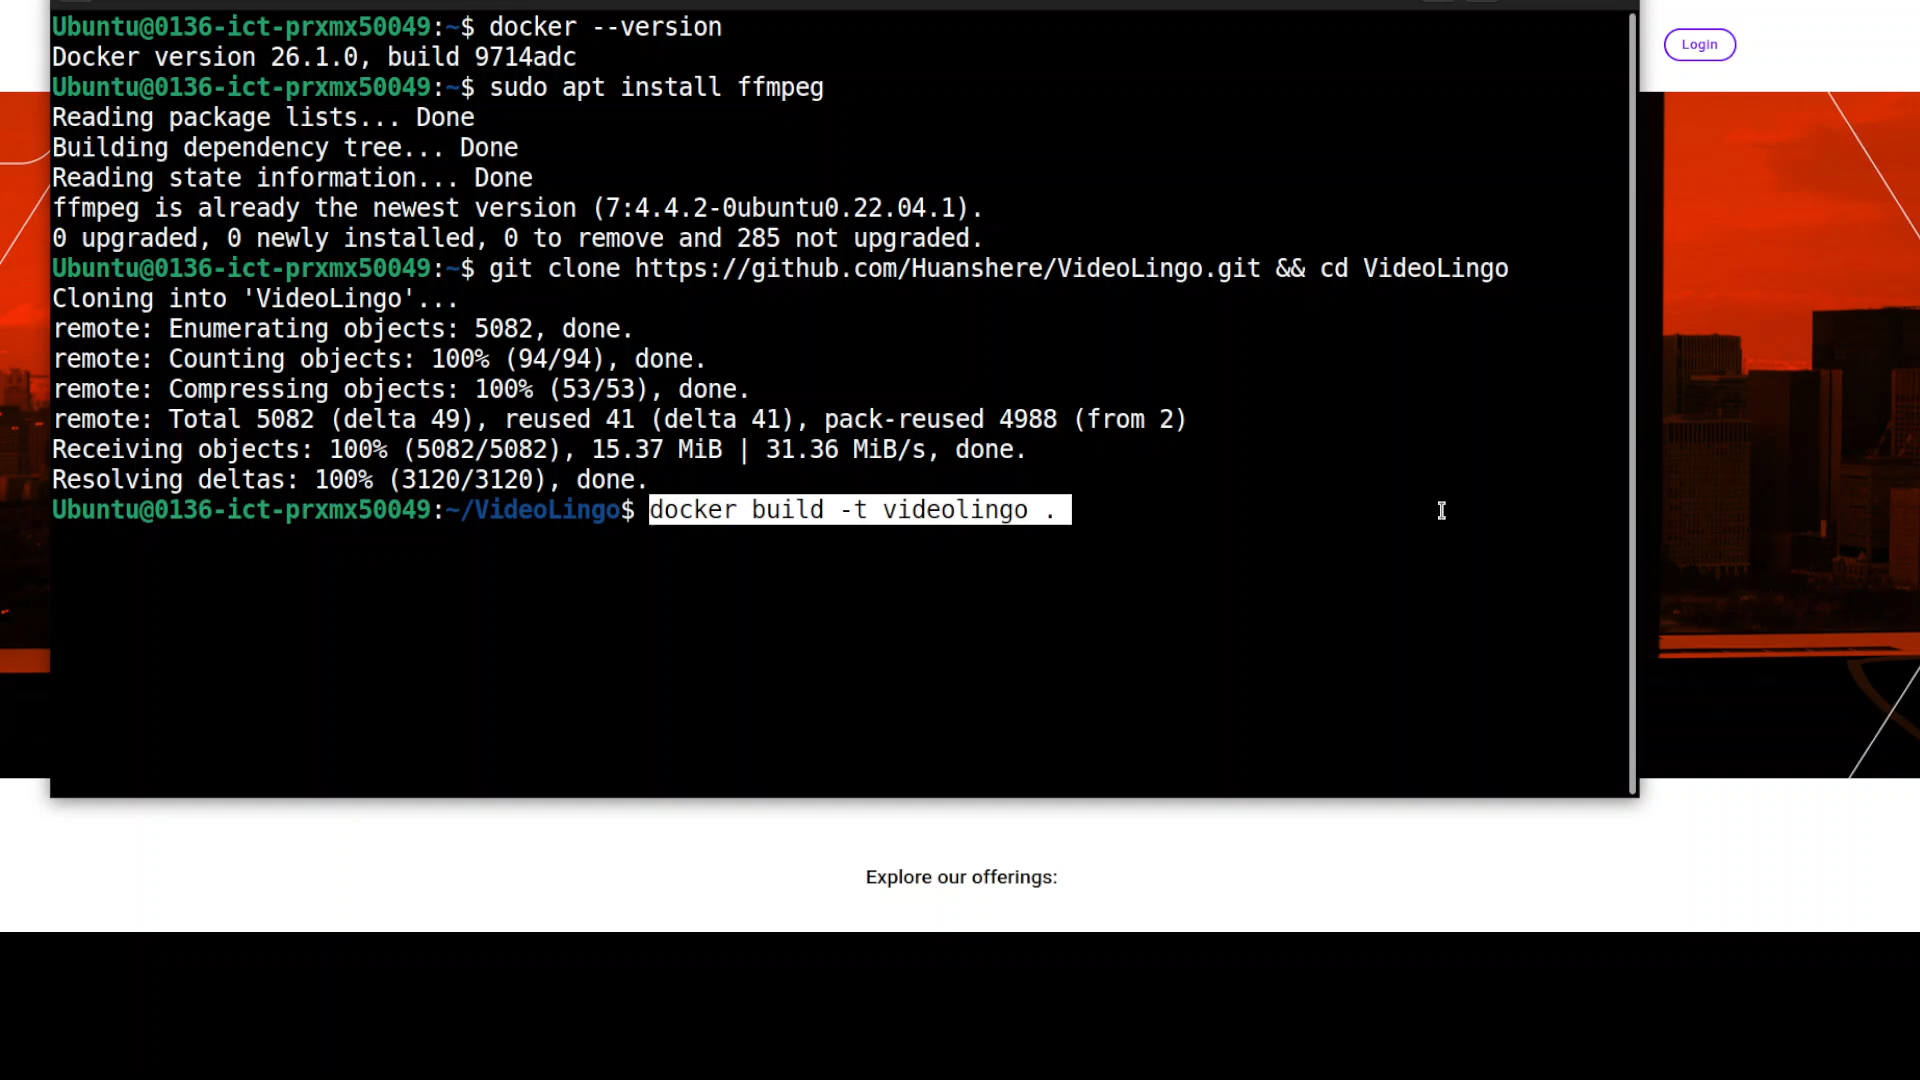 Ubuntu@0136-ict-prxmx50049:~$ docker --version
Docker version 26.1.0, build 9714adc
Ubuntu@0136-ict-prxmx50049:~$ sudo apt install ffmpeg
Reading package lists... Done
Building dependency tree... Done
Reading state information... Done
ffmpeg is already the newest version (7:4.4.2-0ubuntu0.22.04.1).
0 upgraded, 0 newly installed, 0 to remove and 285 not upgraded.
Ubuntu@0136-ict-prxmx50049:~$ git clone https://github.com/Huanshere/VideoLingo.git && cd VideoLingo
Cloning into 'VideoLingo'...
remote: Enumerating objects: 5082, done.
remote: Counting objects: 100% (94/94), done.
remote: Compressing objects: 100% (53/53), done.
remote: Total 5082 (delta 49), reused 41 (delta 41), pack-reused 4988 (from 2)
Receiving objects: 100% (5082/5082), 15.37 MiB | 31.36 MiB/s, done.
Resolving deltas: 100% (3120/3120), done.
Ubuntu@0136-ict-prxmx50049:~/VideoLingo$ docker build -t videolingo .
Login
Explore our offerings: